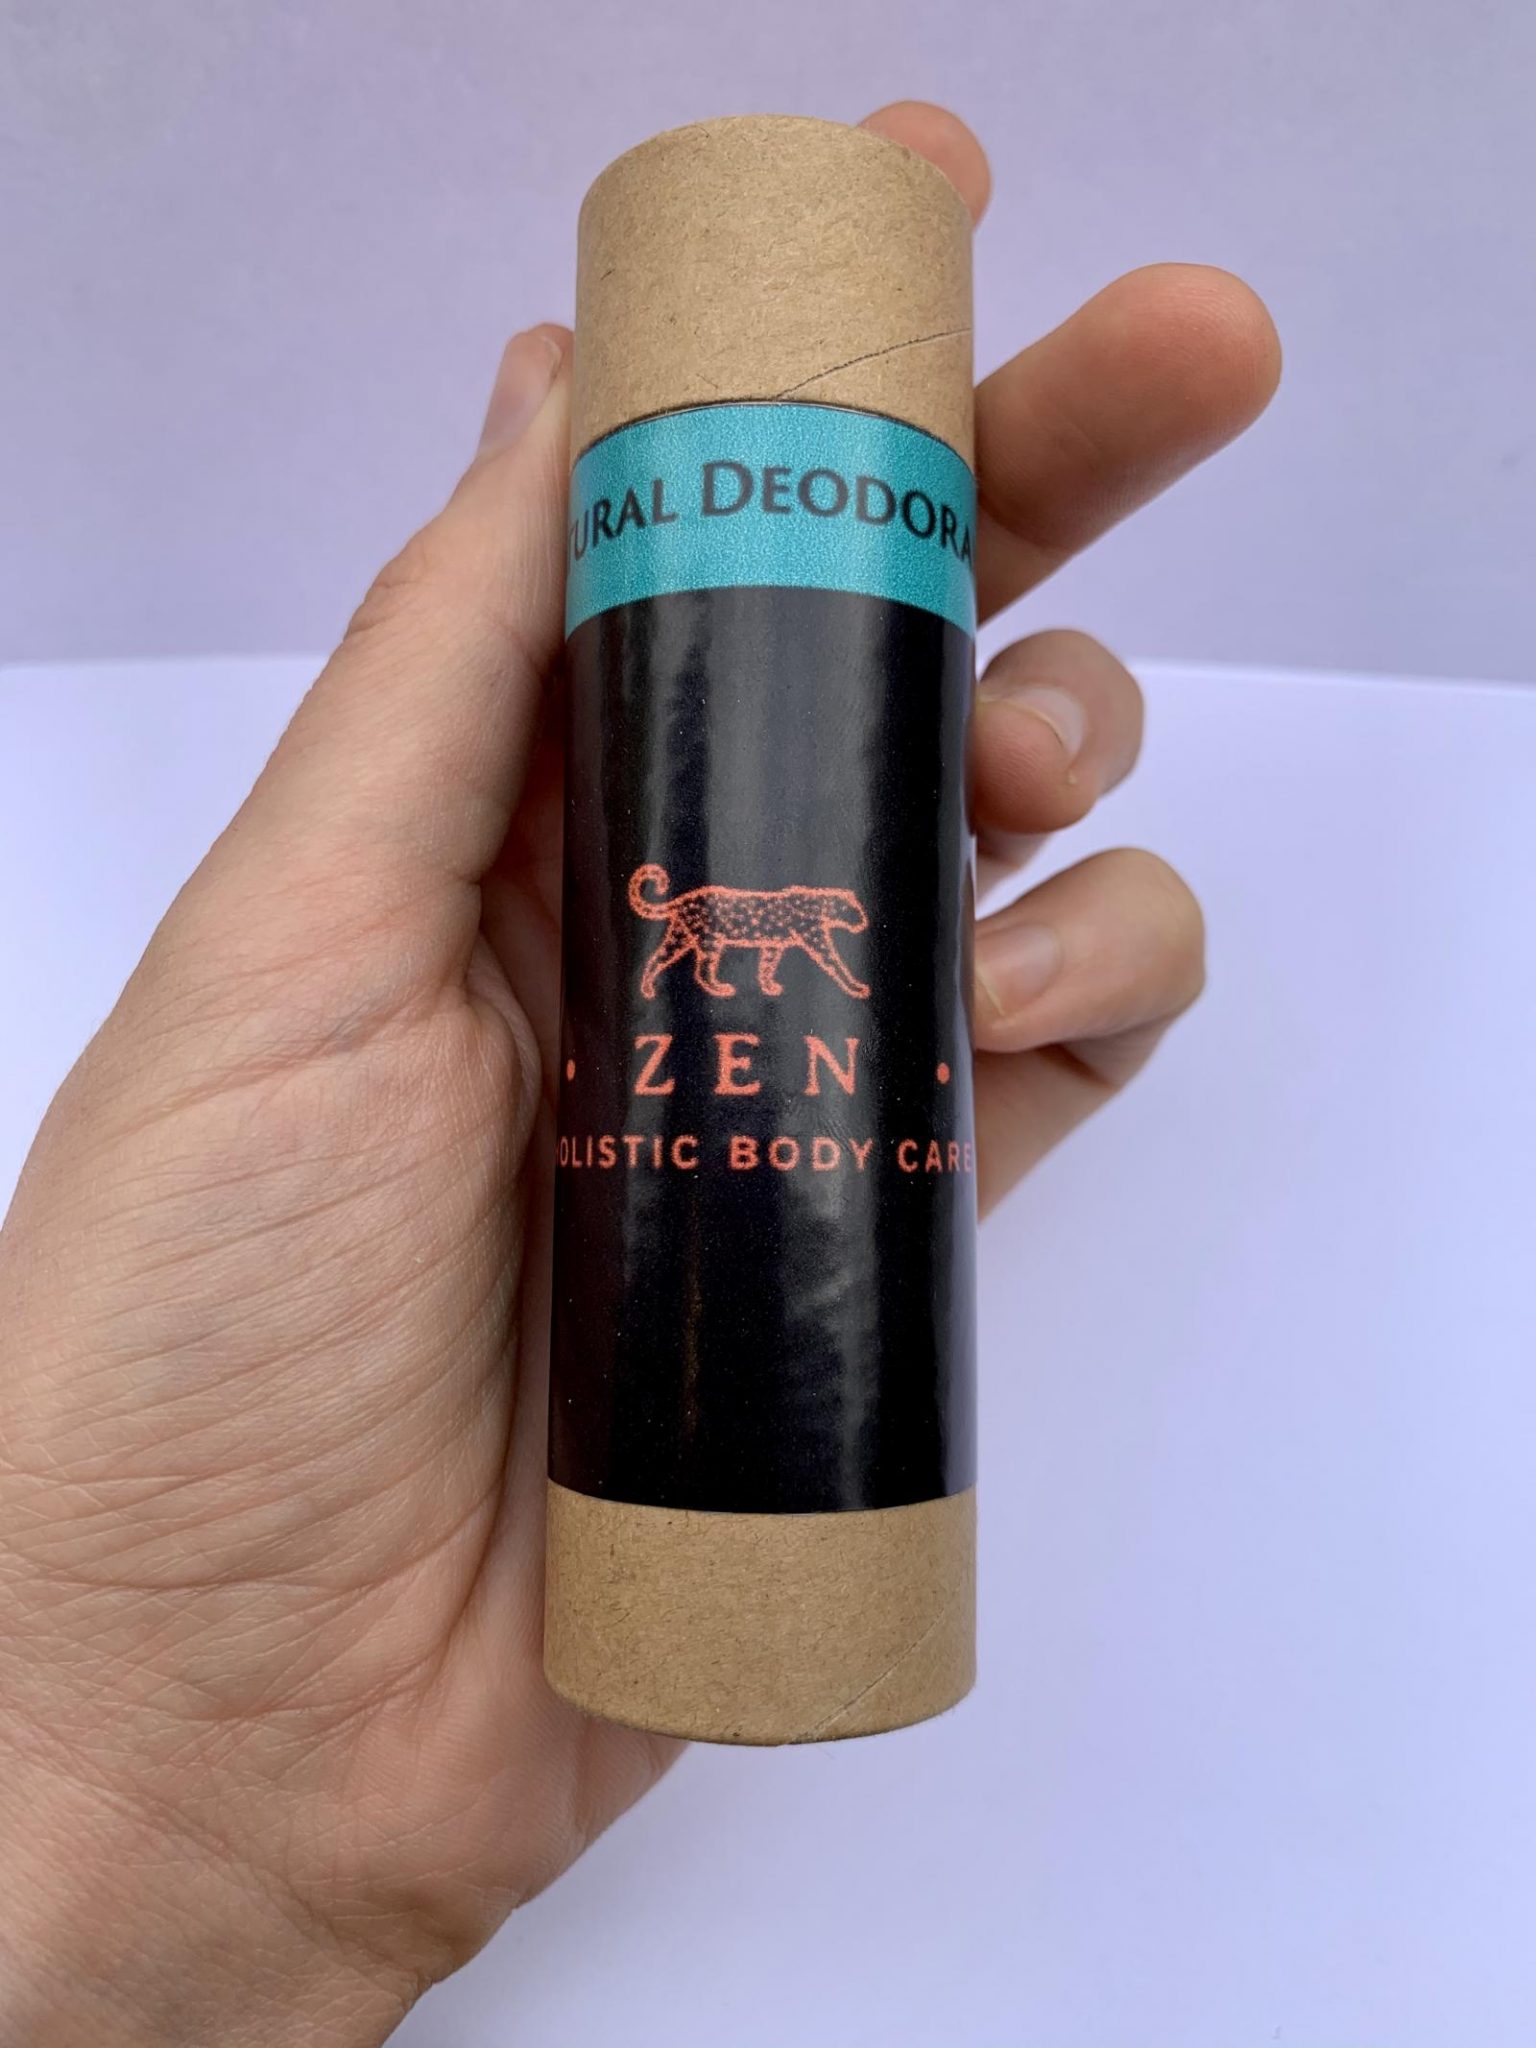 TURAL DEODORA
• ZEN •
OLISTIC BODY CARE